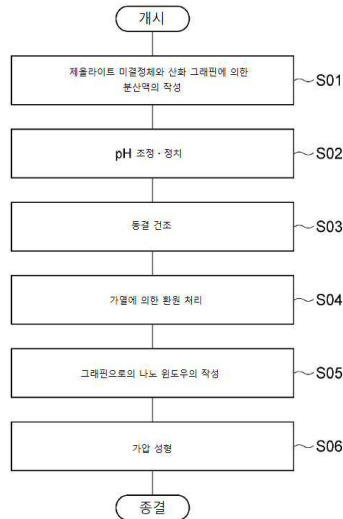 개시
제올라이트 미결정체와 산화 그래핀에 의한
분산액의 작성
S01
pH 조정 · 정치
S02
동결 건조
S03
가열에 의한 환원 처리
S04
그래핀으로의 나노 윈도우의 작성
S05
가압 성형
S06
종결